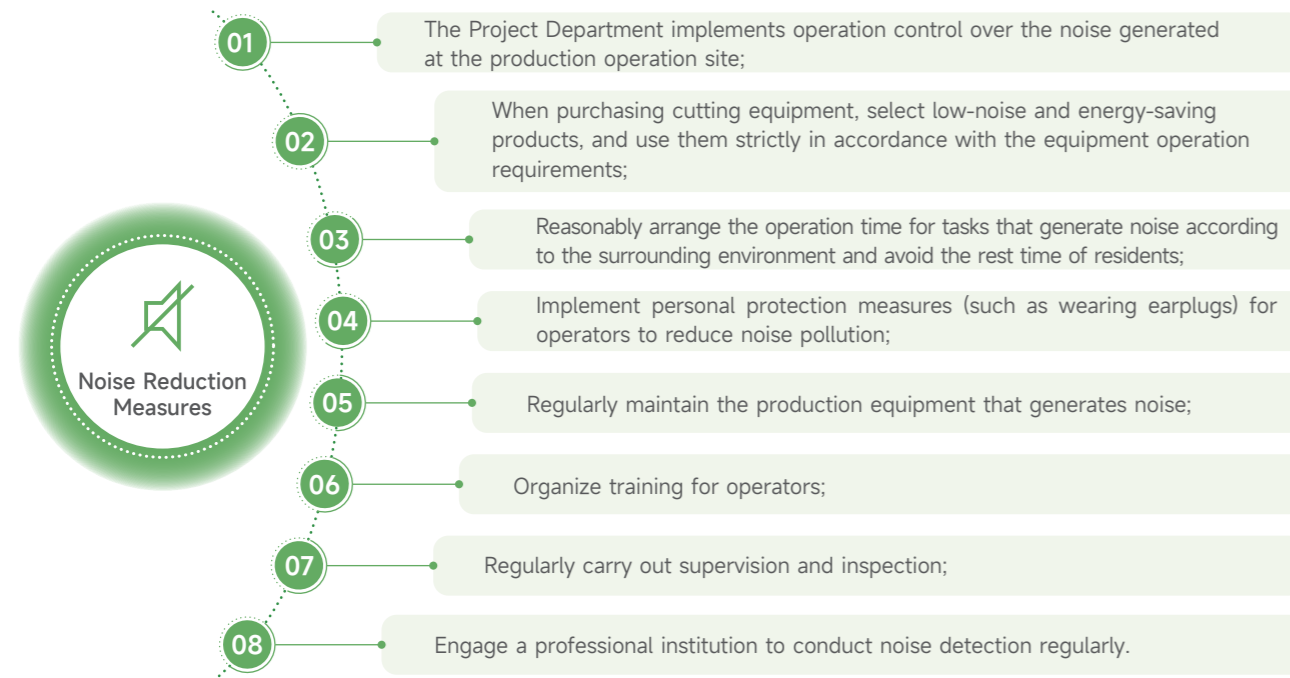 01
The Project Department implements operation control over the noise generated
at the production operation site;
02
When purchasing cutting equipment, select low-noise and energy-saving
products, and use them strictly in accordance with the equipment operation
requirements;
03
Reasonably arrange the operation time for tasks that generate noise according
to the surrounding environment and avoid the rest time of residents;
04
Implement personal protection measures (such as wearing earplugs) for
operators to reduce noise pollution;
Noise Reduction
Measures
05
Regularly maintain the production equipment that generates noise;
06
Organize training for operators;
07
Regularly carry out supervision and inspection;
08
Engage a professional institution to conduct noise detection regularly.